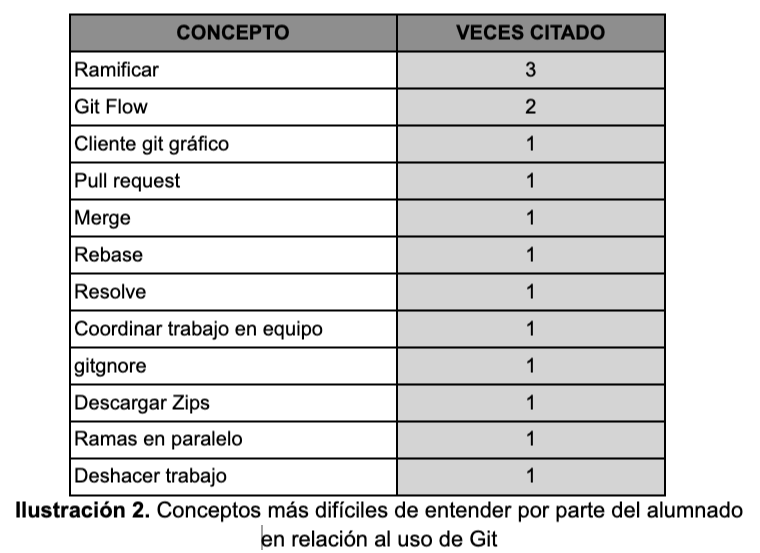 CONCEPTO VECES CITADO
Ramificar 3
Git Flow 2
Cliente git gráfico 1
Pull request 1
Merge 1
Rebase 1
Resolve 1
Coordinar trabajo en equipo 1
gitgnore 1
Descargar Zips 1
Ramas en paralelo 1
Deshacer trabajo 1
Ilustración 2. Conceptos más difíciles de entender por parte del alumnado
en relación al uso de Git